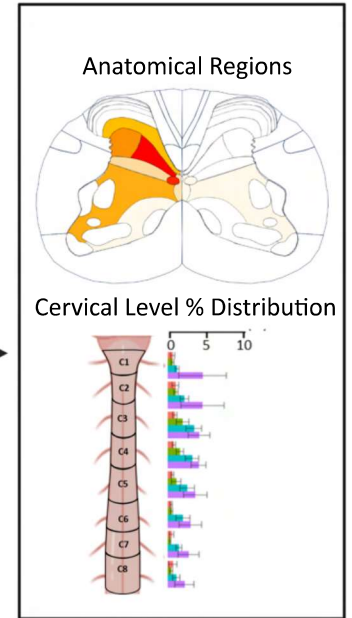 Anatomical Regions
Cervical Level % Distribution
0 5 10
C1
C2
C3
C4
C5
C6
C7
C8